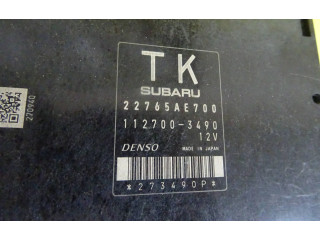 TK
SUBARU
22765AE700
112700-3490
12V
DENSO MADE IN JAPAN
*273490P*